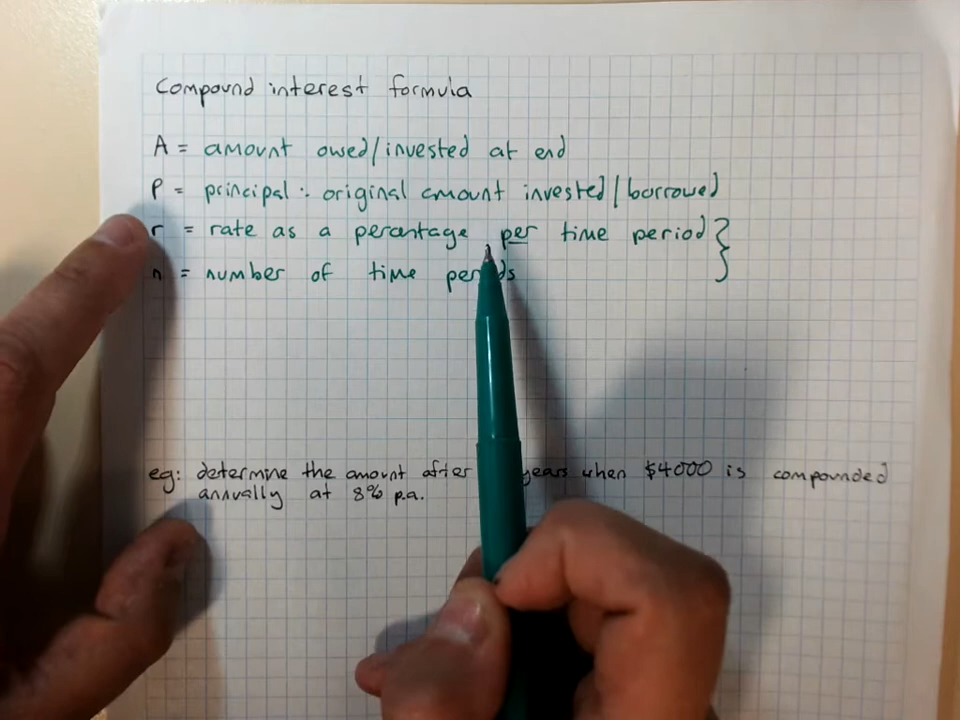 Compound interest formula
A = amount owed/invested at end
P = principal : original amount invested/borrowed
r = rate as a percentage per time period }
n = number of time periods
eg: determine the amount after years when $4000 is compounded
annually at 8% p.a.